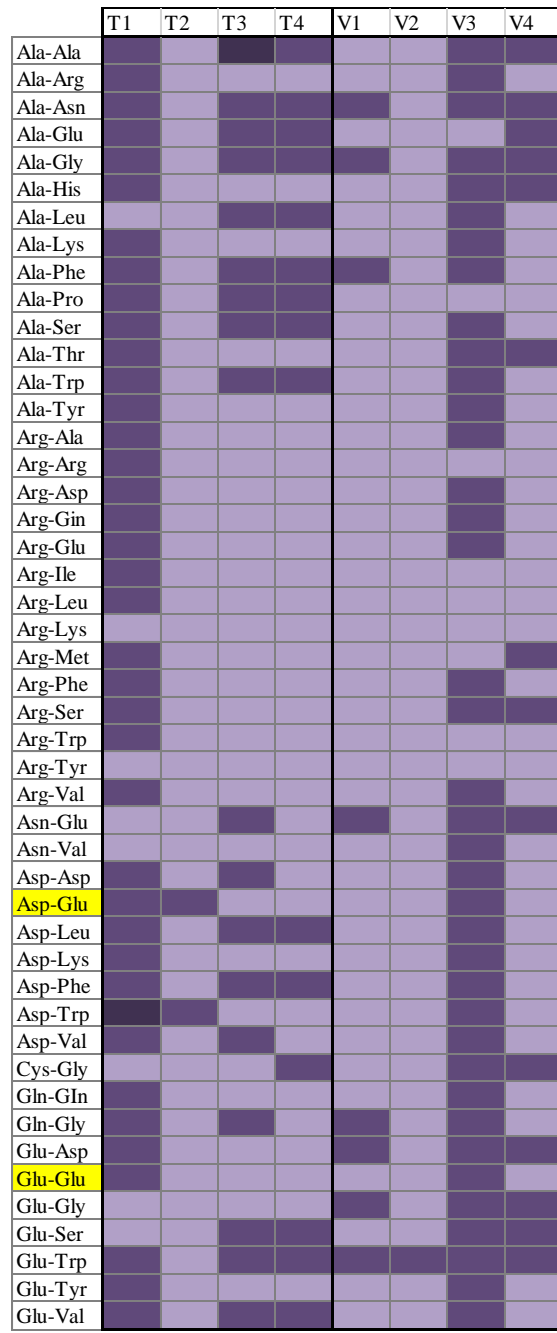 T1 T2 T3 T4 V1 V2 V3 V4
Ala-Ala
Ala-Arg
Ala-Asn
Ala-Glu
Ala-Gly
Ala-His
Ala-Leu
Ala-Lys
Ala-Phe
Ala-Pro
Ala-Ser
Ala-Thr
Ala-Trp
Ala-Tyr
Arg-Ala
Arg-Arg
Arg-Asp
Arg-Gin
Arg-Glu
Arg-Ile
Arg-Leu
Arg-Lys
Arg-Met
Arg-Phe
Arg-Ser
Arg-Trp
Arg-Tyr
Arg-Val
Asn-Glu
Asn-Val
Asp-Asp
Asp-Glu
Asp-Leu
Asp-Lys
Asp-Phe
Asp-Trp
Asp-Val
Cys-Gly
Gln-GIn
Gln-Gly
Glu-Asp
Glu-Glu
Glu-Gly
Glu-Ser
Glu-Trp
Glu-Tyr
Glu-Val